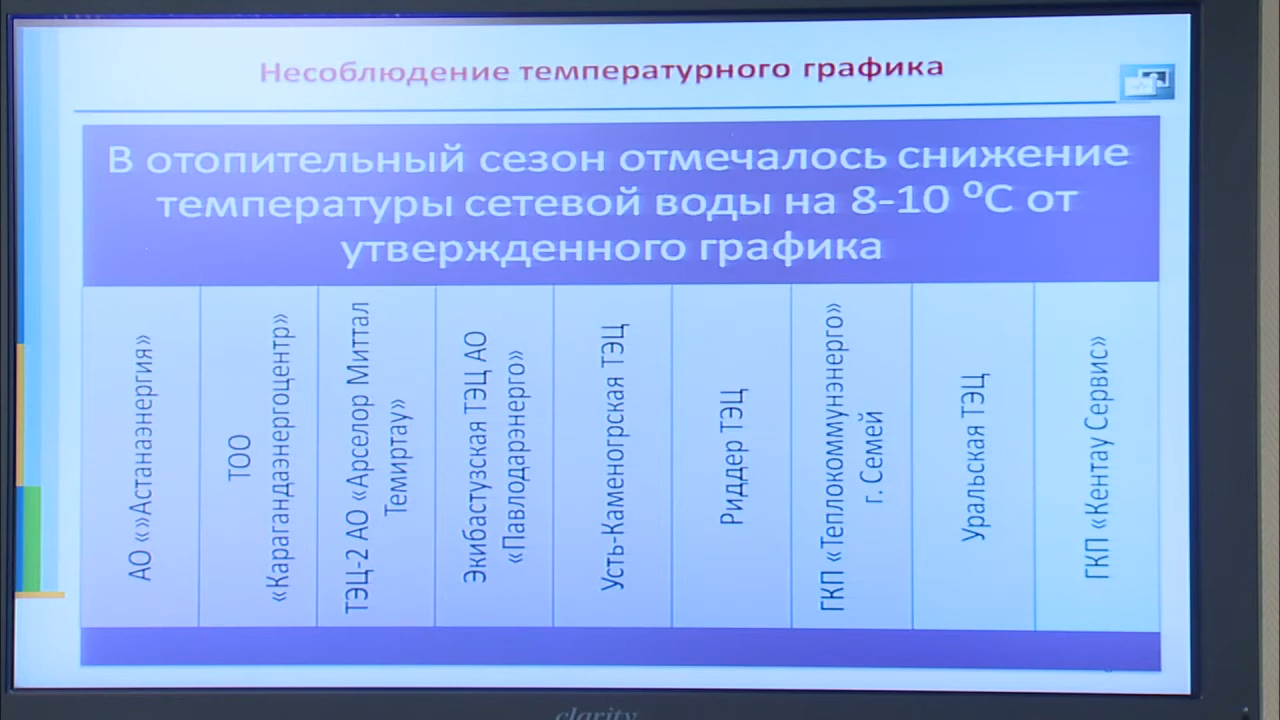 Несоблюдение температурного графика
В отопительный сезон отмечалось снижение
температуры сетевой воды на 8-10 ⁰С от
утвержденного графика
АО «»Астанаэнергия»
ТОО
«Карагандаэнергоцентр»
ТЭЦ-2 АО «Арселор Миттал
Темиртау»
Экибастузская ТЭЦ АО
«Павлодарэнерго»
Усть-Каменогрская ТЭЦ
Риддер ТЭЦ
ГКП «Теплокоммунэнерго»
г. Семей
Уральская ТЭЦ
ГКП «Кентау Сервис»
clarity